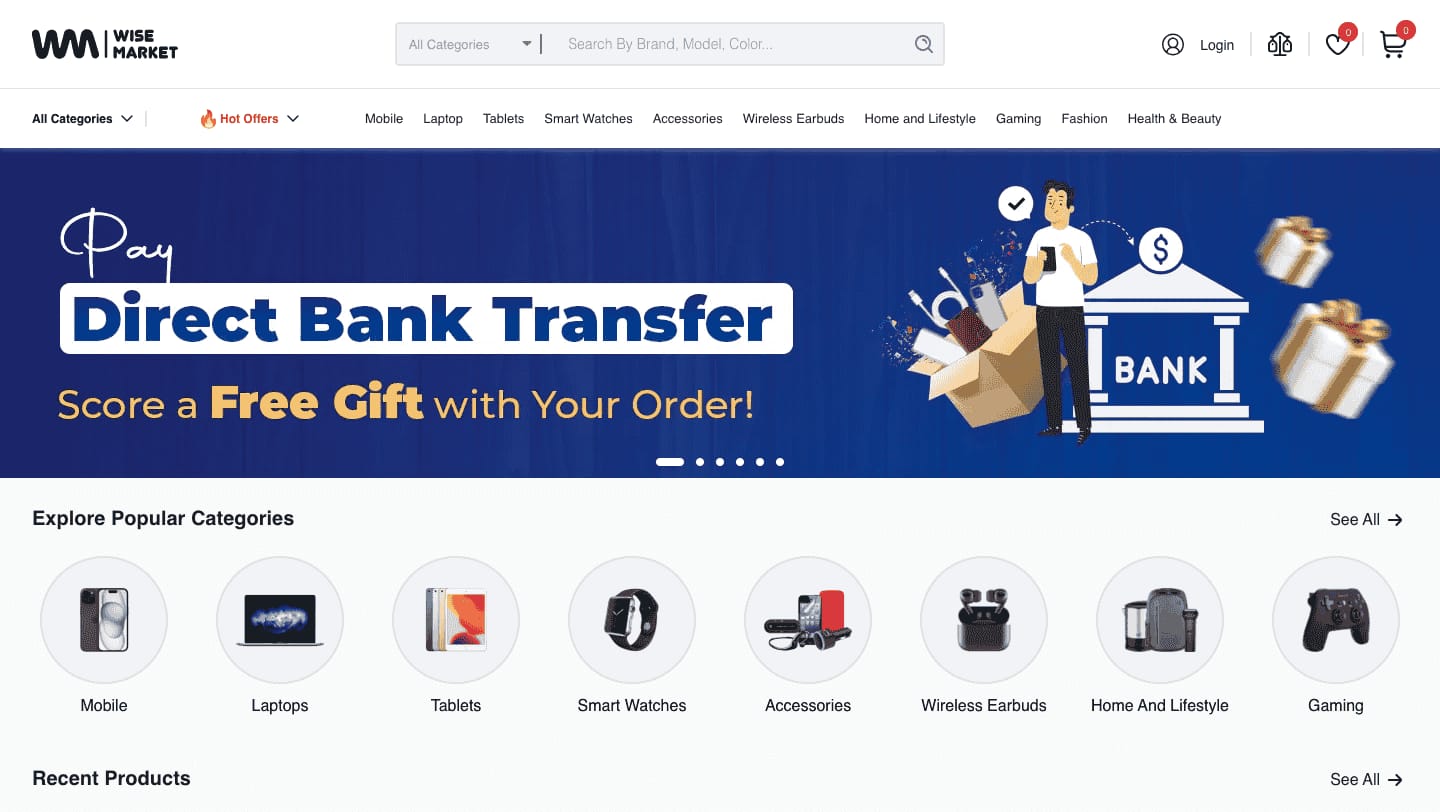 WM WISE
MARKET
All Categories
Search By Brand, Model, Color...
Login
0
0
All Categories
Hot Offers
Mobile
Laptop
Tablets
Smart Watches
Accessories
Wireless Earbuds
Home and Lifestyle
Gaming
Fashion
Health & Beauty
Pay
Direct Bank Transfer
Score a Free Gift with Your Order!
$
BANK
Explore Popular Categories
See All
Mobile
Laptops
Tablets
Smart Watches
Accessories
Wireless Earbuds
Home And Lifestyle
Gaming
Recent Products
See All